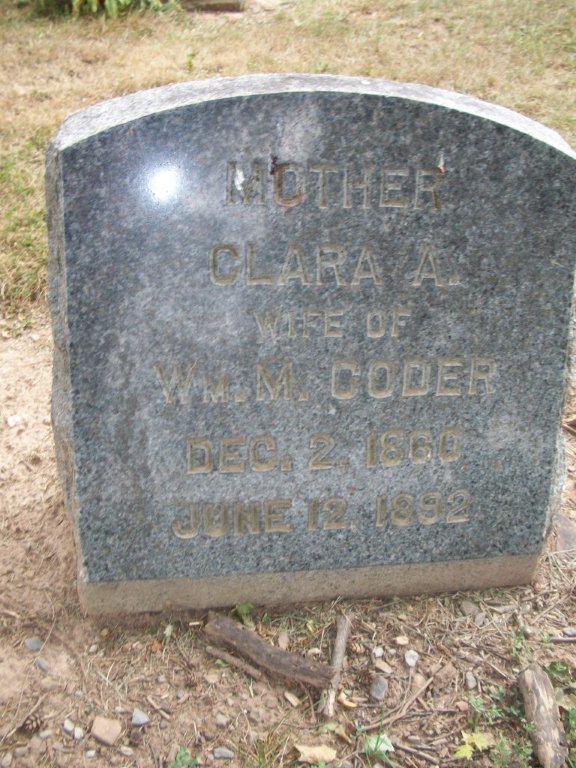 MOTHER
CLARA A.
WIFE OF
WM. M. CODER
DEC. 2, 1860
JUNE 12, 1892